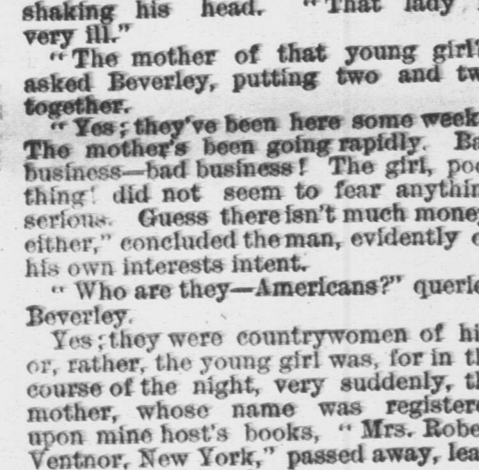 shaking his head. "That lady
very ill."
"The mother of that young girl?
asked Beverley, putting two and tw
together.
"Yes; they've been here some week
The mother's been going rapidly. Ba
business—bad business! The girl, poo
thing! did not seem to fear anythin
serious. Guess there isn't much mone
either," concluded the man, evidently o
his own interests intent.
"Who are they—Americans?" querie
Beverley.
Yes; they were countrywomen of hi
or, rather, the young girl was, for in th
course of the night, very suddenly, th
mother, whose name was registere
upon mine host's books, "Mrs. Robe
Ventnor, New York," passed away, lea